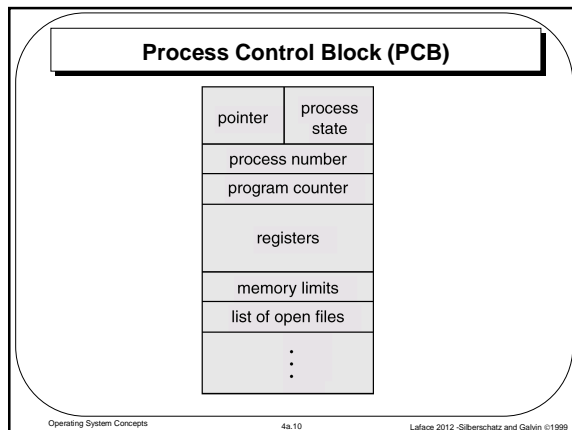 Process Control Block (PCB)
pointer
process
state
process number
program counter
registers
memory limits
list of open files
Operating System Concepts
4a.10
Laface 2012 -Silberschatz and Galvin ©1999